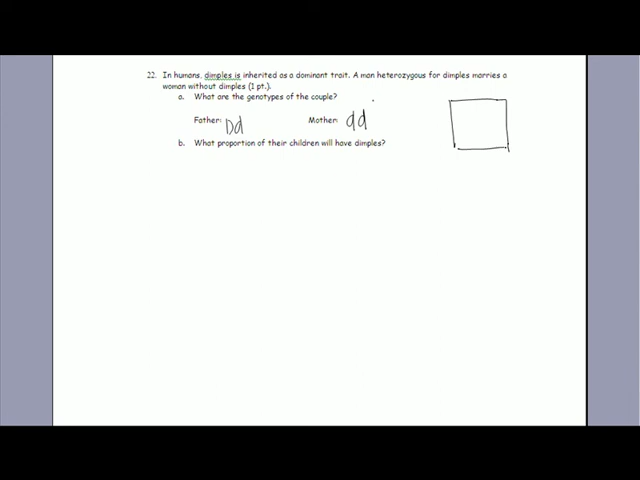 22. In humans, dimples is inherited as a dominant trait. A man heterozygous for dimples marries a
woman without dimples (1 pt.).
a. What are the genotypes of the couple?
Father: Dd Mother: dd
b. What proportion of their children will have dimples?